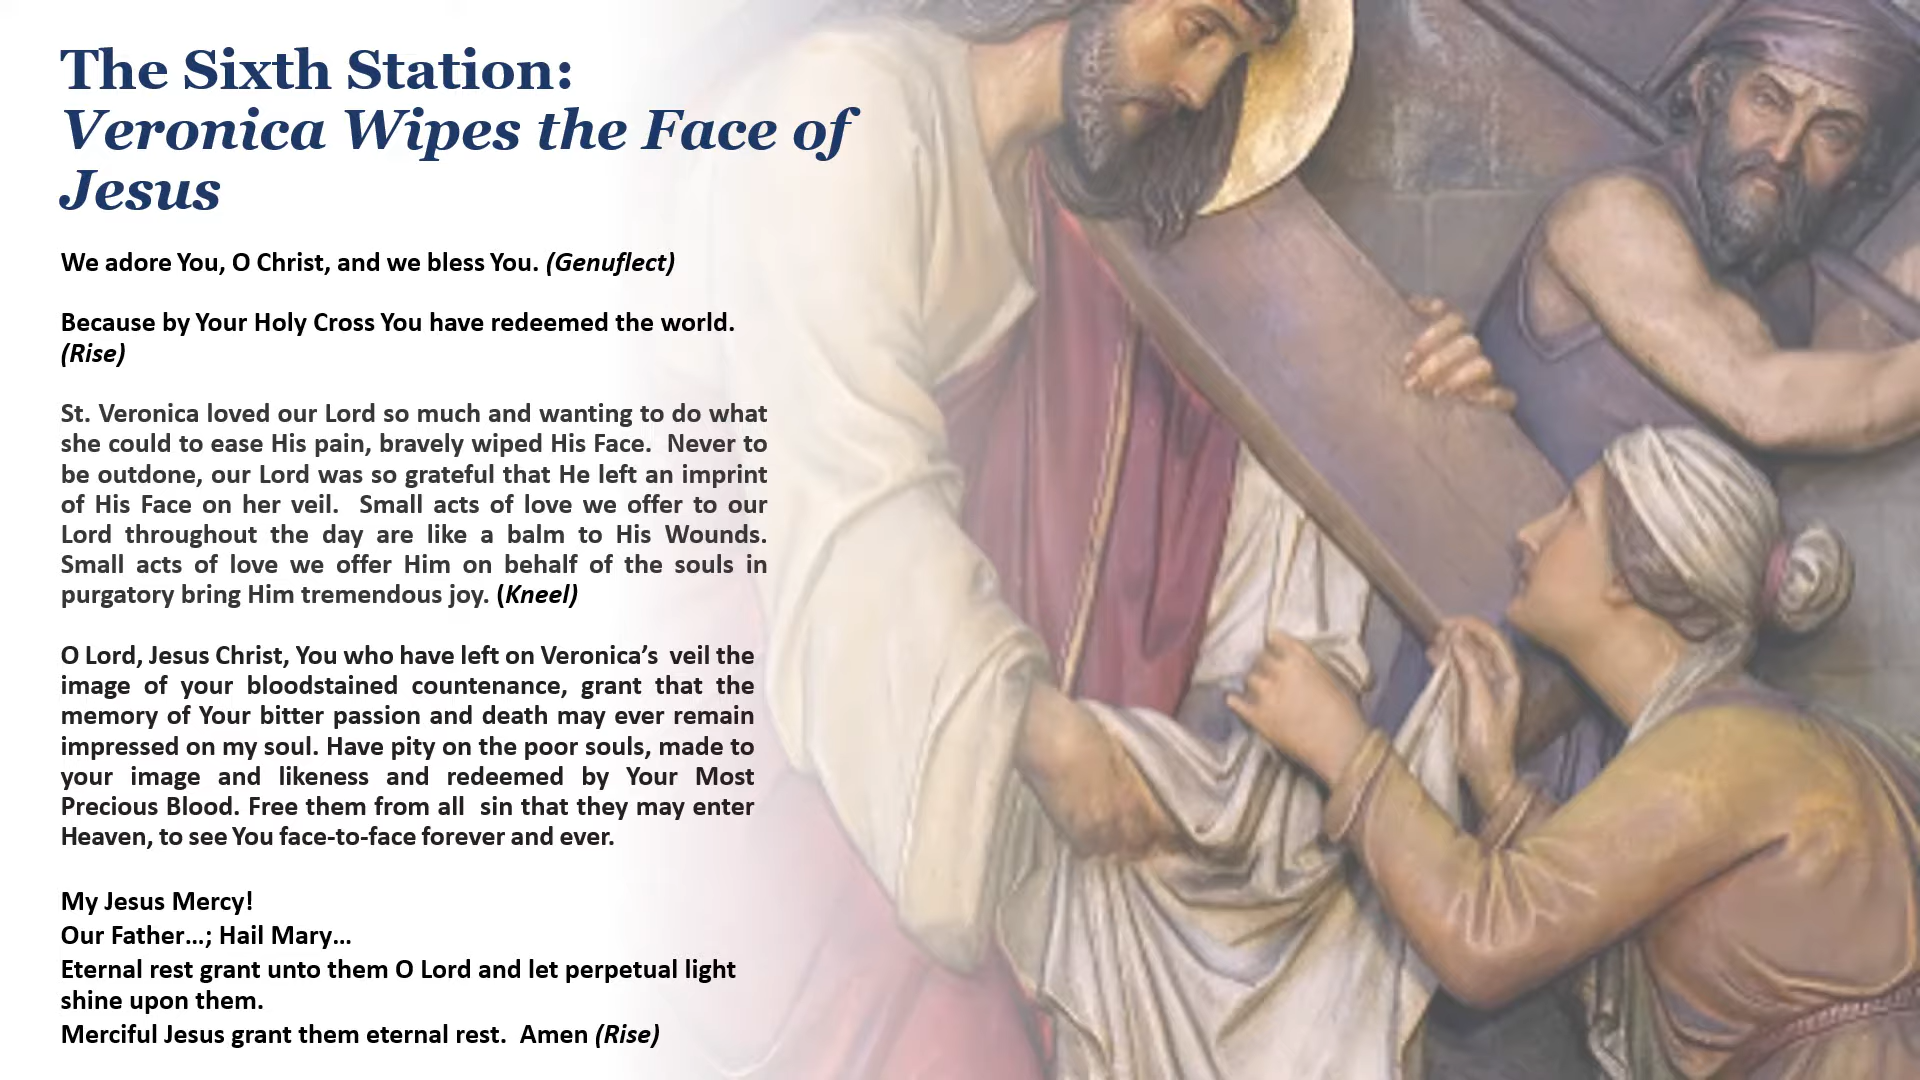 The Sixth Station:
Veronica Wipes the Face of
Jesus
We adore You, O Christ, and we bless You. (Genuflect)
Because by Your Holy Cross You have redeemed the world.
(Rise)
St. Veronica loved our Lord so much and wanting to do what
she could to ease His pain, bravely wiped His Face.  Never to
be outdone, our Lord was so grateful that He left an imprint
of His Face on her veil.  Small acts of love we offer to our
Lord throughout the day are like a balm to His Wounds.
Small acts of love we offer Him on behalf of the souls in
purgatory bring Him tremendous joy. (Kneel)
O Lord, Jesus Christ, You who have left on Veronica’s  veil the
image of your bloodstained countenance, grant that the
memory of Your bitter passion and death may ever remain
impressed on my soul. Have pity on the poor souls, made to
your image and likeness and redeemed by Your Most
Precious Blood. Free them from all  sin that they may enter
Heaven, to see You face-to-face forever and ever.
My Jesus Mercy!
Our Father…; Hail Mary…
Eternal rest grant unto them O Lord and let perpetual light
shine upon them.
Merciful Jesus grant them eternal rest.  Amen (Rise)